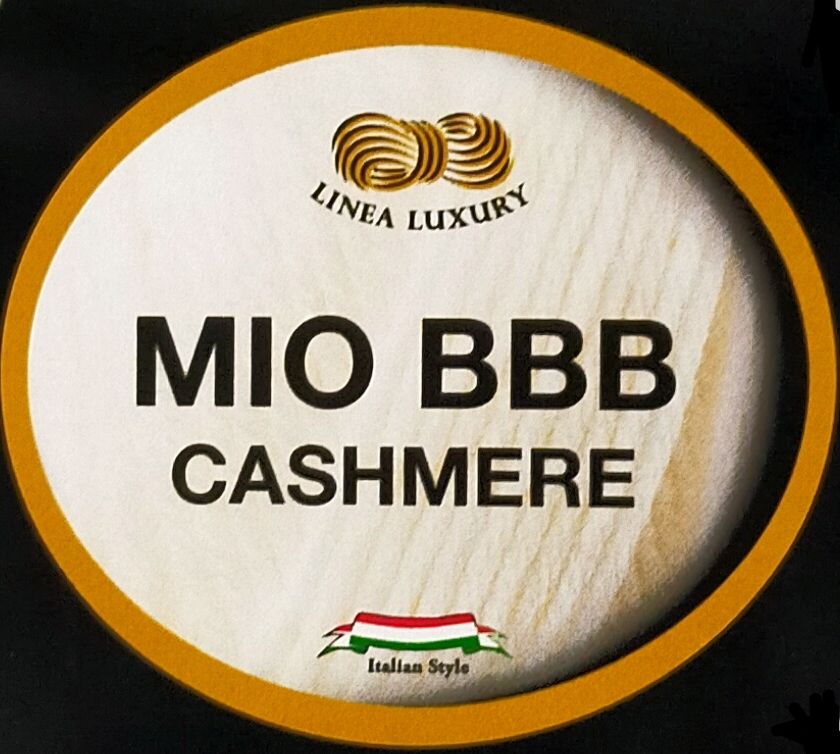 LINEA LUXURY
MIO BBB
CASHMERE
Italian Style